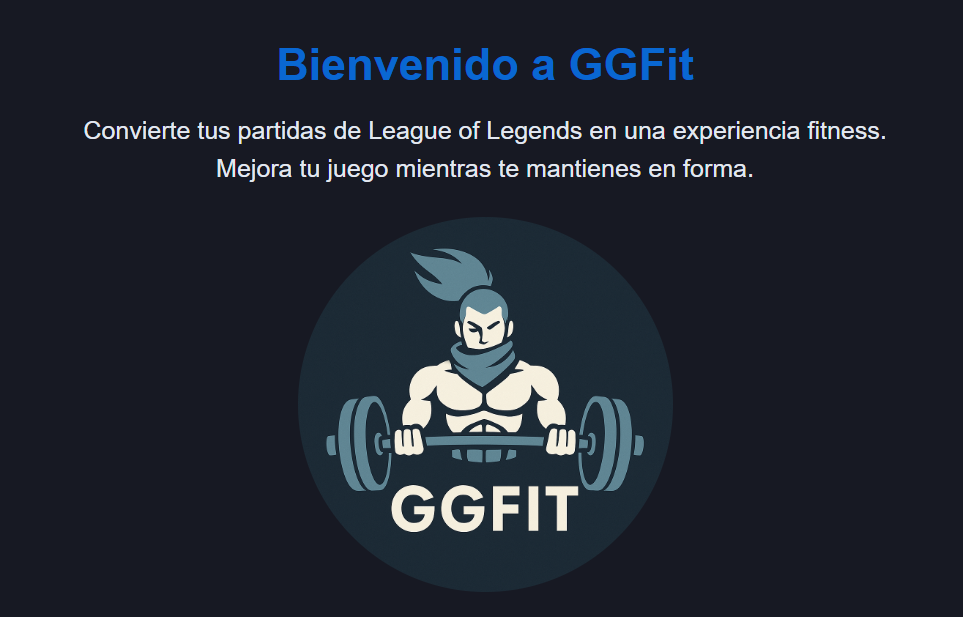 Bienvenido a GGFit
Convierte tus partidas de League of Legends en una experiencia fitness.
Mejora tu juego mientras te mantienes en forma.
GGFIT